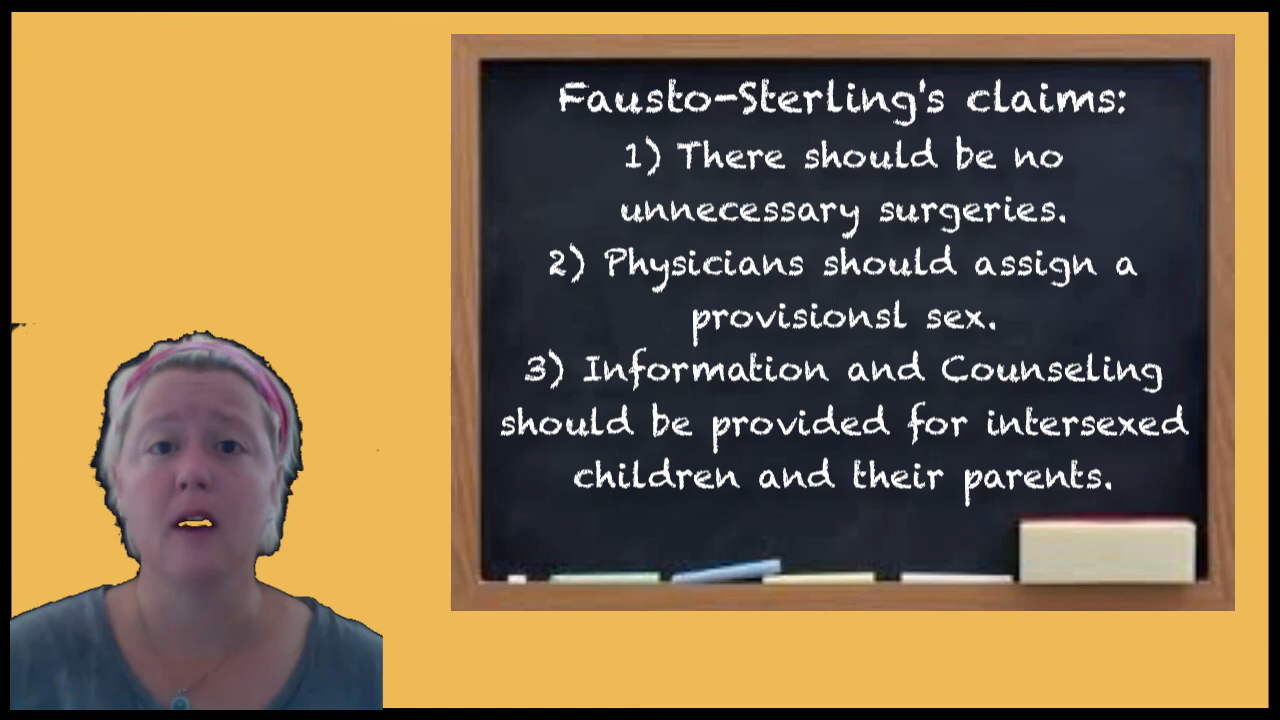 Fausto-Sterling's claims:
1) There should be no
unnecessary surgeries.
2) Physicians should assign a
provisionsl sex.
3) Information and Counseling
should be provided for intersexed
children and their parents.